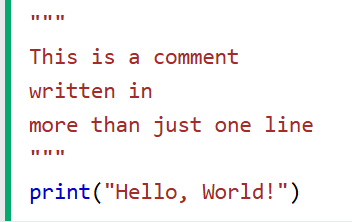 """
This is a comment
written in
more than just one line
"""
print("Hello, World!")